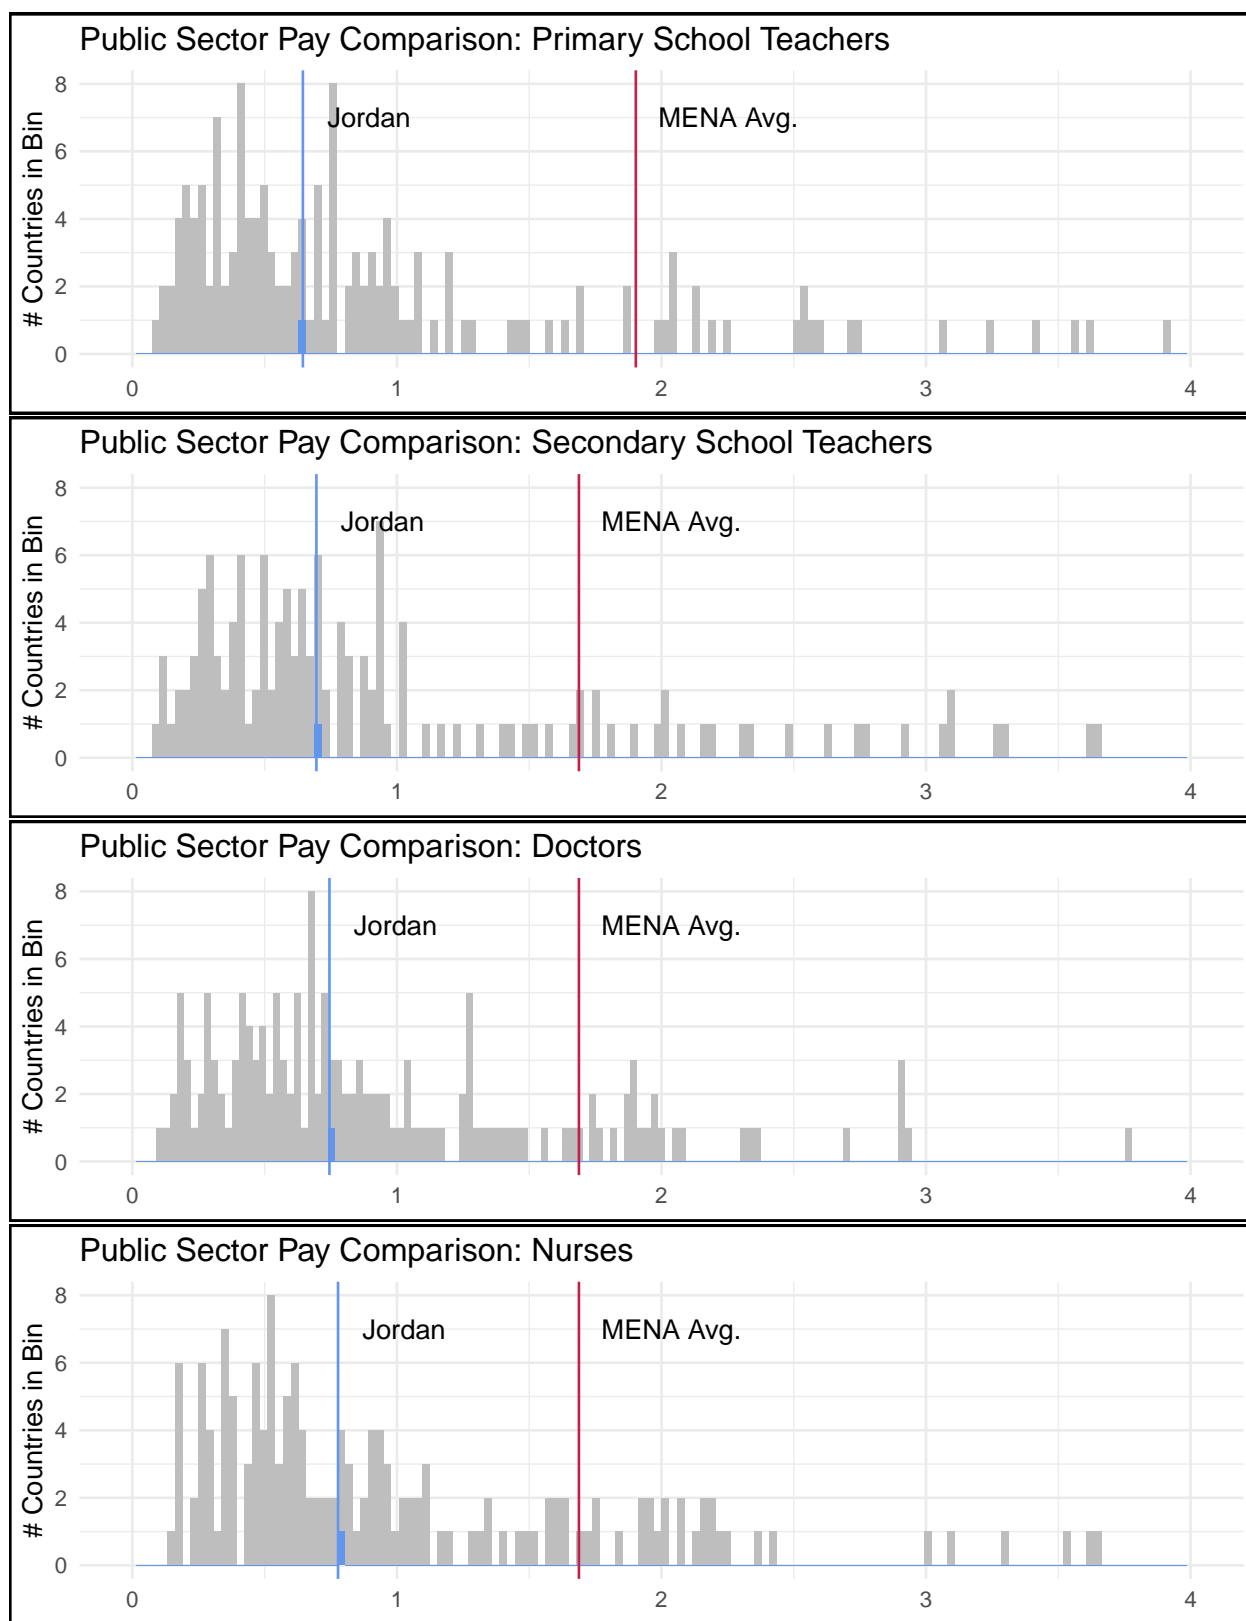 Public Sector Pay Comparison: Primary School Teachers
# Countries in Bin
8
6
4
2
0
Jordan
MENA Avg.
0 1 2 3 4
Public Sector Pay Comparison: Secondary School Teachers
# Countries in Bin
8
6
4
2
0
Jordan
MENA Avg.
0 1 2 3 4
Public Sector Pay Comparison: Doctors
# Countries in Bin
8
6
4
2
0
Jordan
MENA Avg.
0 1 2 3 4
Public Sector Pay Comparison: Nurses
# Countries in Bin
8
6
4
2
0
Jordan
MENA Avg.
0 1 2 3 4